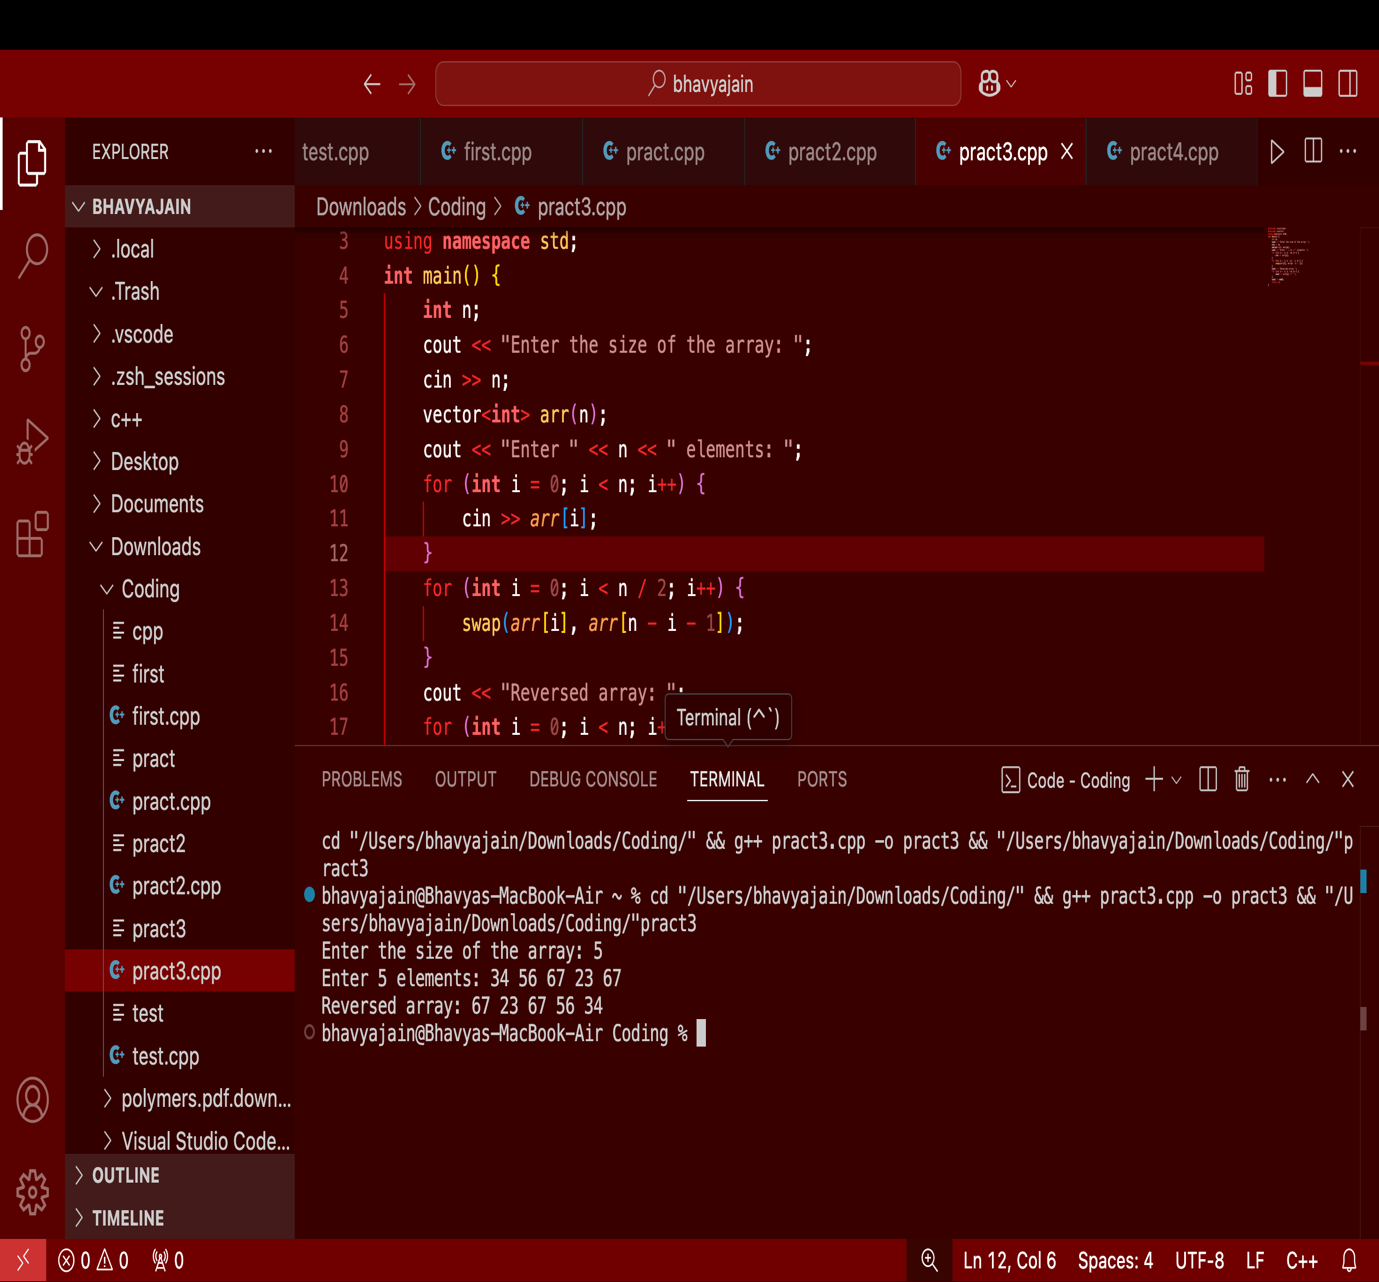 bhavyajain
EXPLORER
test.cpp
first.cpp
pract.cpp
pract2.cpp
pract3.cpp
pract4.cpp
BHAVYAJAIN
.local
.Trash
.vscode
.zsh_sessions
c++
Desktop
Documents
Downloads
Coding
cpp
first
first.cpp
pract
pract.cpp
pract2
pract2.cpp
pract3
pract3.cpp
test
test.cpp
polymers.pdf.down...
Visual Studio Code...
OUTLINE
TIMELINE
Downloads > Coding > pract3.cpp
3 using namespace std;
4 int main() {
5 int n;
6 cout << "Enter the size of the array: ";
7 cin >> n;
8 vector<int> arr(n);
9 cout << "Enter " << n << " elements: ";
10 for (int i = 0; i < n; i++) {
11 cin >> arr[i];
12 }
13 for (int i = 0; i < n / 2; i++) {
14 swap(arr[i], arr[n - i - 1]);
15 }
16 cout << "Reversed array: ";
17 for (int i = 0; i < n; i+
Terminal (^`)
PROBLEMS OUTPUT DEBUG CONSOLE TERMINAL PORTS
Code - Coding
cd "/Users/bhavyajain/Downloads/Coding/" && g++ pract3.cpp -o pract3 && "/Users/bhavyajain/Downloads/Coding/"p
ract3
bhavyajain@Bhavyas-MacBook-Air ~ % cd "/Users/bhavyajain/Downloads/Coding/" && g++ pract3.cpp -o pract3 && "/U
sers/bhavyajain/Downloads/Coding/"pract3
Enter the size of the array: 5
Enter 5 elements: 34 56 67 23 67
Reversed array: 67 23 67 56 34
bhavyajain@Bhavyas-MacBook-Air Coding %
0 0 0
Ln 12, Col 6 Spaces: 4 UTF-8 LF C++